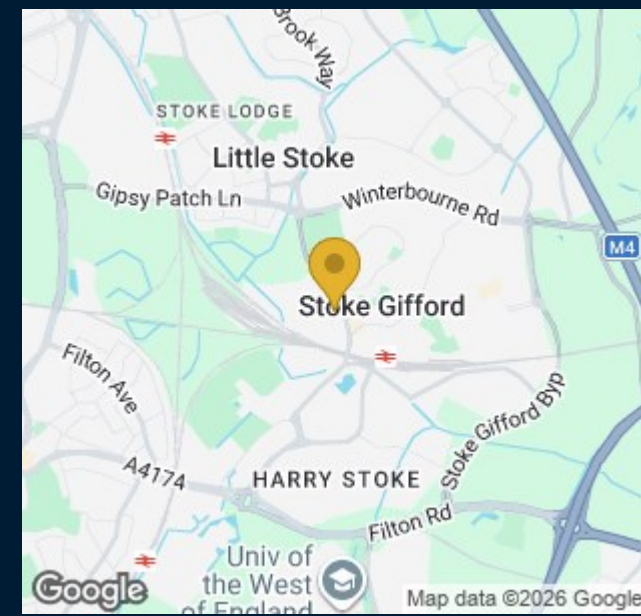 Brook Way
STOKE LODGE
Little Stoke
Gipsy Patch Ln
Winterbourne Rd
M4
Stoke Gifford
Filton Ave
Stoke Gifford Byp
A4174
HARRY STOKE
Filton Rd
Univ of
the West
of England
Google
Map data ©2026 Google